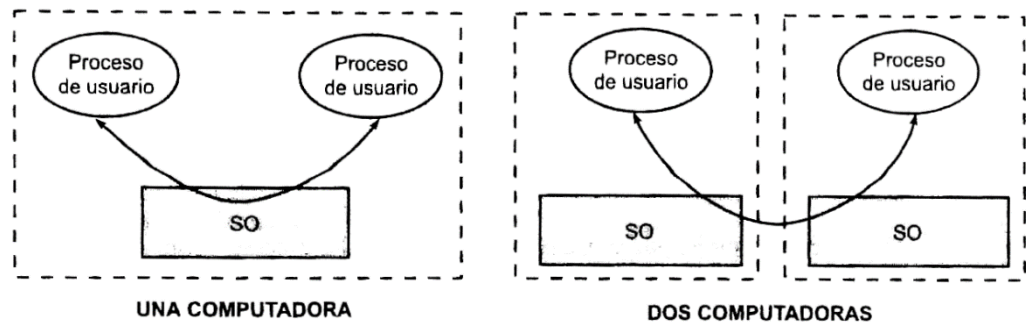 Proceso
de usuario
Proceso
de usuario
SO
UNA COMPUTADORA
Proceso
de usuario
Proceso
de usuario
SO
SO
DOS COMPUTADORAS